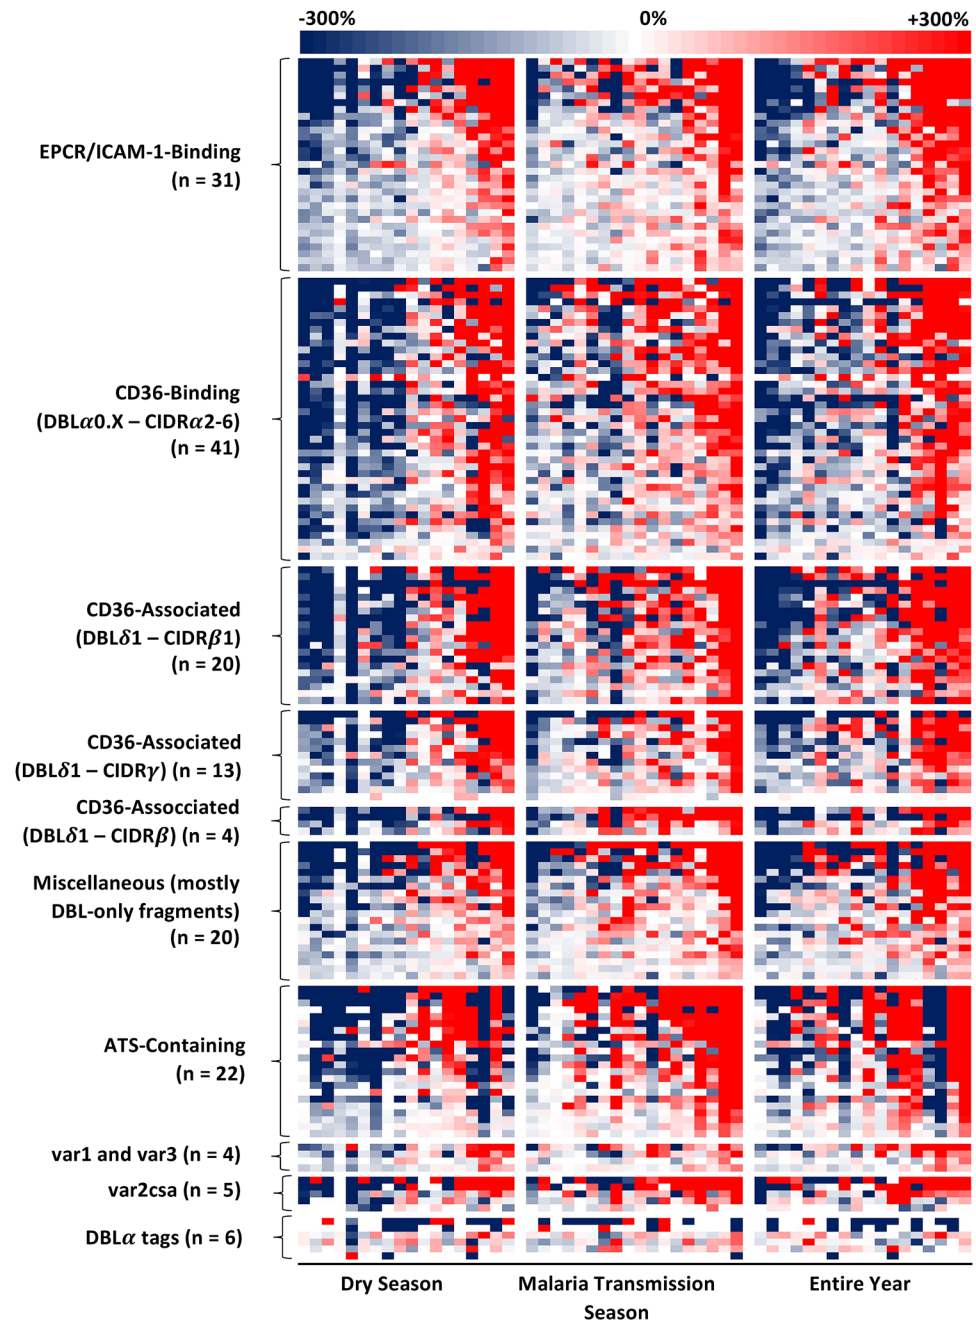 -300% 0% +300%
EPCR/ICAM-1-Binding
(n = 31)
CD36-Binding
(DBLα0.X – CIDRα2-6)
(n = 41)
CD36-Associated
(DBLδ1 – CIDRβ1)
(n = 20)
CD36-Associated
(DBLδ1 – CIDRγ) (n = 13)
CD36-Assocciated
(DBLδ1 – CIDRβ) (n = 4)
Miscellaneous (mostly
DBL-only fragments)
(n = 20)
ATS-Containing
(n = 22)
var1 and var3 (n = 4)
var2csa (n = 5)
DBLα tags (n = 6)
Dry Season
Malaria Transmission
Season
Entire Year